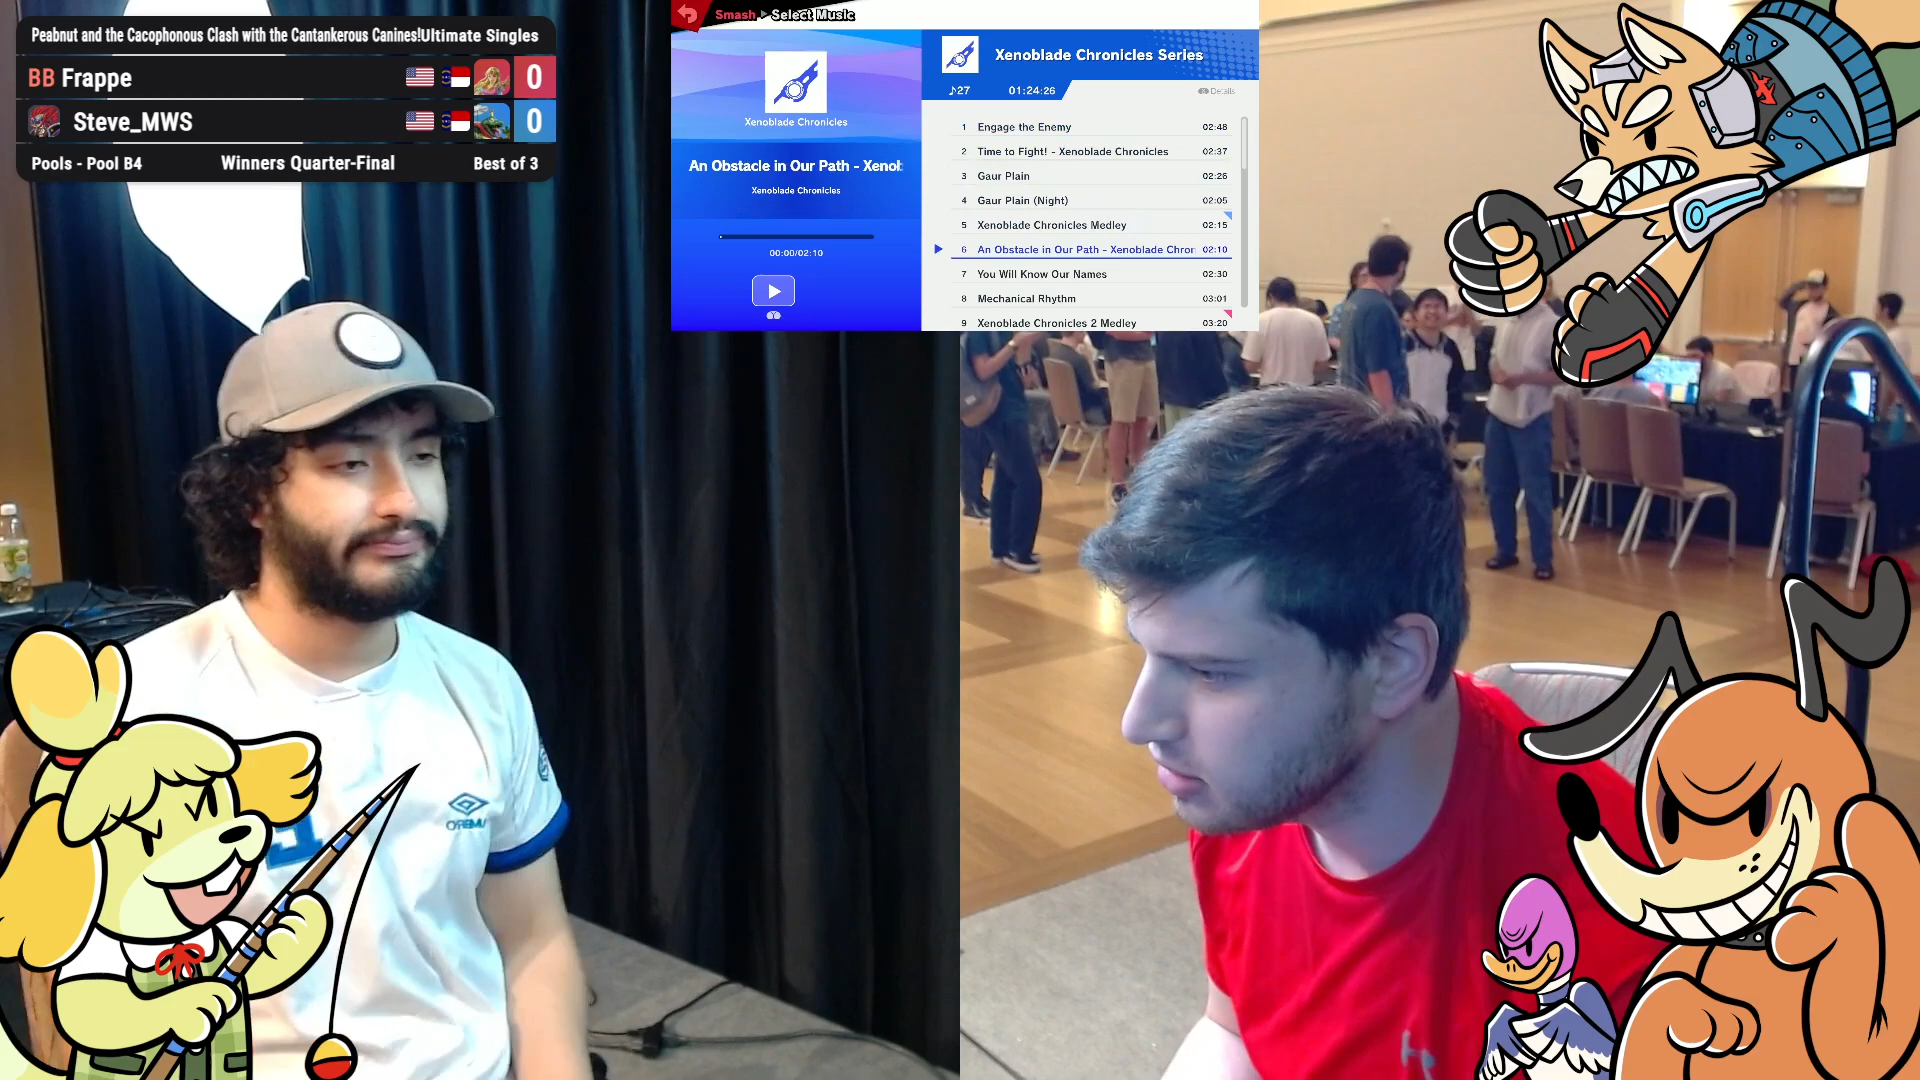 Peabnut and the Cacophonous Clash with the Cantankerous Canines! Ultimate Singles
BB Frappe 0
Steve_MWS 0
Pools - Pool B4 Winners Quarter-Final Best of 3
Smash Select Music
Xenoblade Chronicles
An Obstacle in Our Path - Xenob
Xenoblade Chronicles
00:00/02:10
Xenoblade Chronicles Series
♪27 01:24:26 Details
1 Engage the Enemy 02:48
2 Time to Fight! - Xenoblade Chronicles 02:37
3 Gaur Plain 02:26
4 Gaur Plain (Night) 02:05
5 Xenoblade Chronicles Medley 02:15
6 An Obstacle in Our Path - Xenoblade Chror 02:10
7 You Will Know Our Names 02:30
8 Mechanical Rhythm 03:01
9 Xenoblade Chronicles 2 Medley 03:20